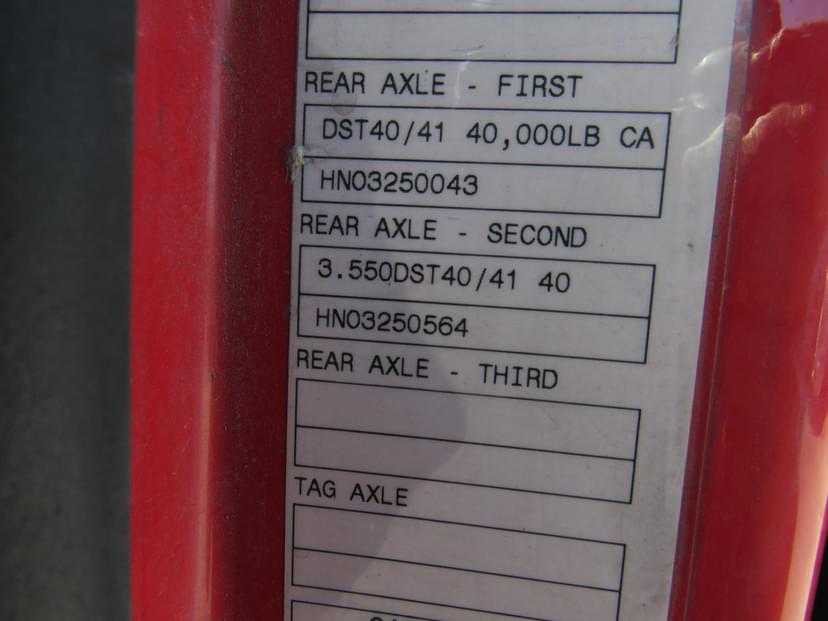 REAR AXLE - FIRST
DST40/41 40,000LB CA
HN03250043
REAR AXLE - SECOND
3.550DST40/41 40
HN03250564
REAR AXLE - THIRD
TAG AXLE